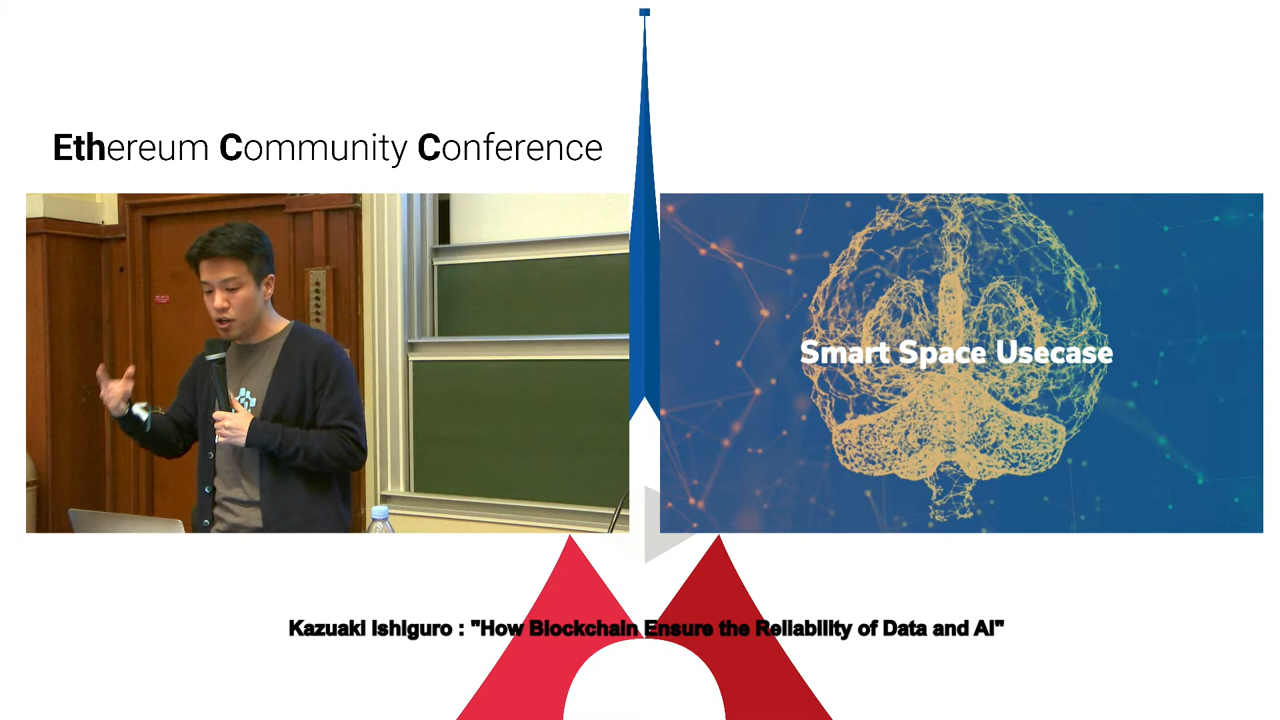 Ethereum Community Conference
Smart Space Usecase
Kazuaki Ishiguro : "How Blockchain Ensure the Reliability of Data and AI"